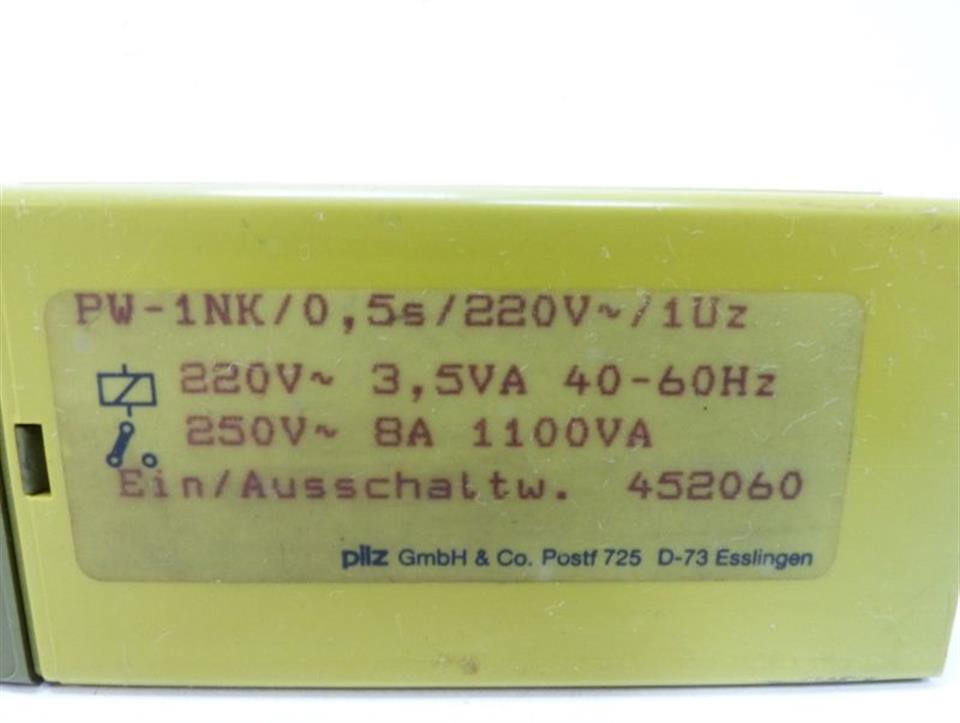 PW-1NK/0,5s/220V~/1Uz
220V~ 3,5VA 40-60Hz
250V~ 8A 1100VA
Ein/Ausschaltw. 452060
pilz GmbH & Co. Postf 725 D-73 Esslingen